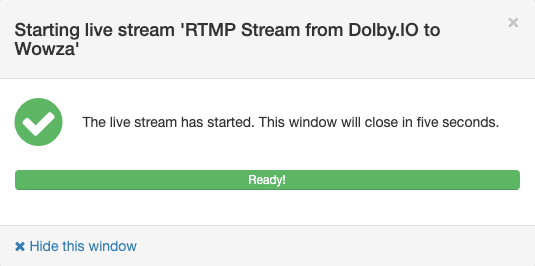 Starting live stream 'RTMP Stream from Dolby.IO to
Wowza'
The live stream has started. This window will close in five seconds.
Ready!
Hide this window